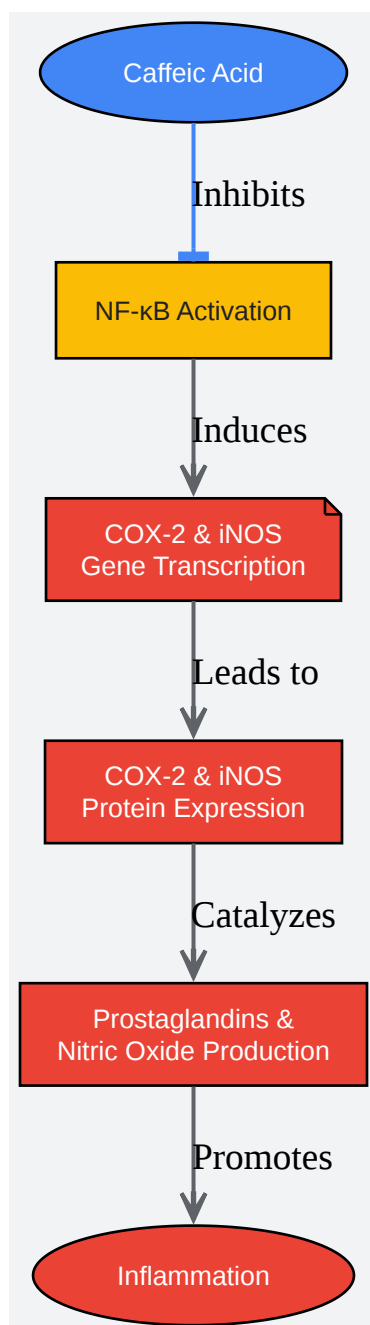 Caffeic Acid
Inhibits
NF-κB Activation
Induces
COX-2 & iNOS
Gene Transcription
Leads to
COX-2 & iNOS
Protein Expression
Catalyzes
Prostaglandins &
Nitric Oxide Production
Promotes
Inflammation